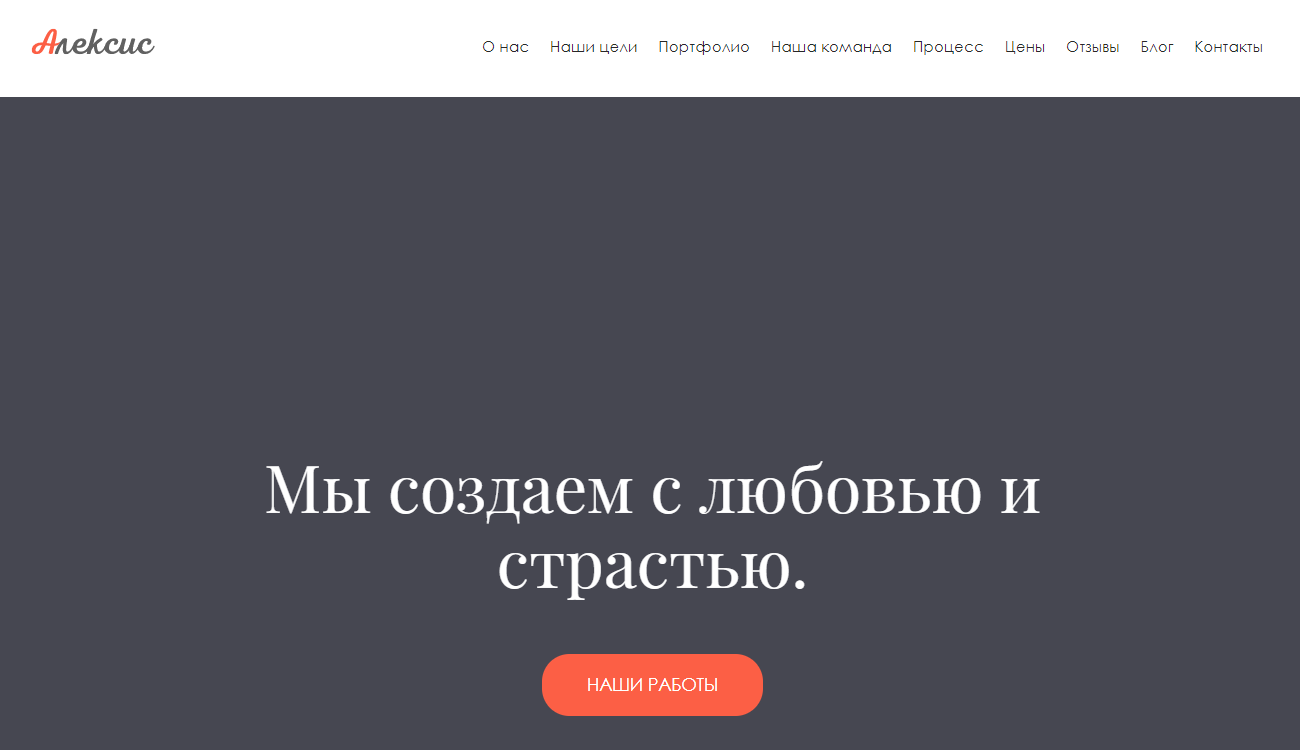 Алексис
О нас Наши цели Портфолио Наша команда Процесс Цены Отзывы Блог Контакты
Мы создаем с любовью и
страстью.
НАШИ РАБОТЫ